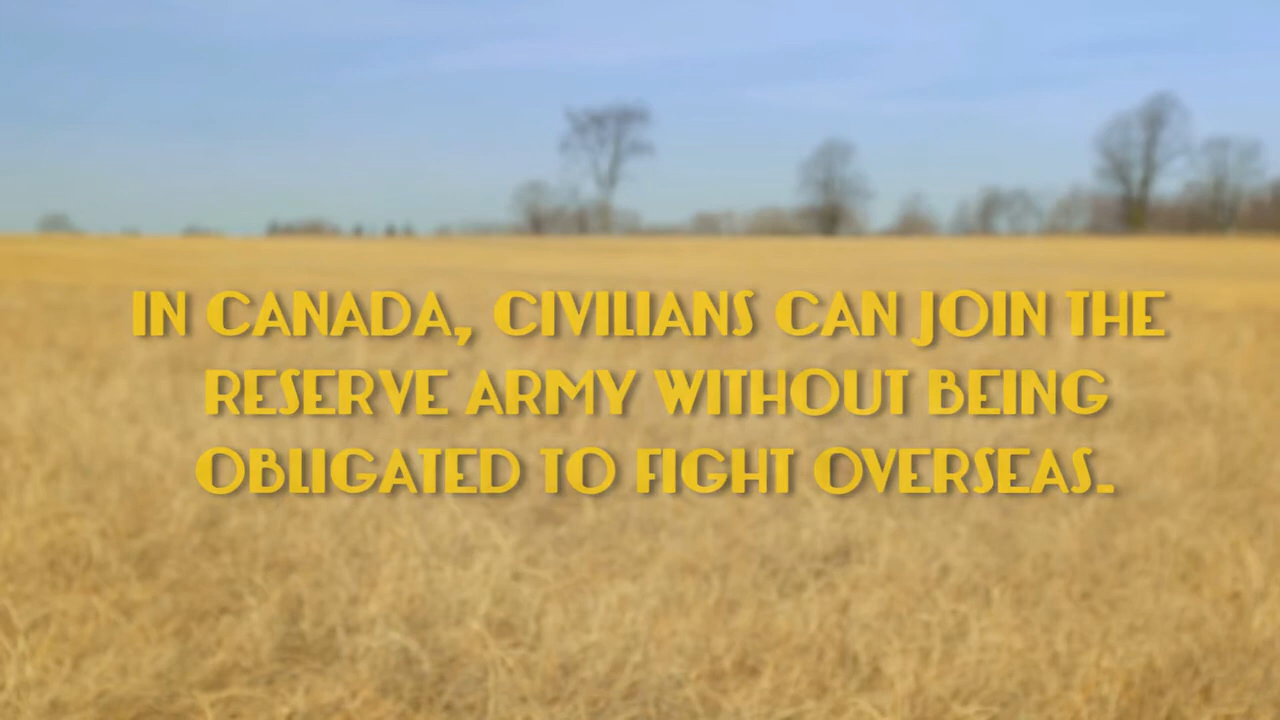 IN CANADA, CIVILIANS CAN JOIN THE
RESERVE ARMY WITHOUT BEING
OBLIGATED TO FIGHT OVERSEAS.